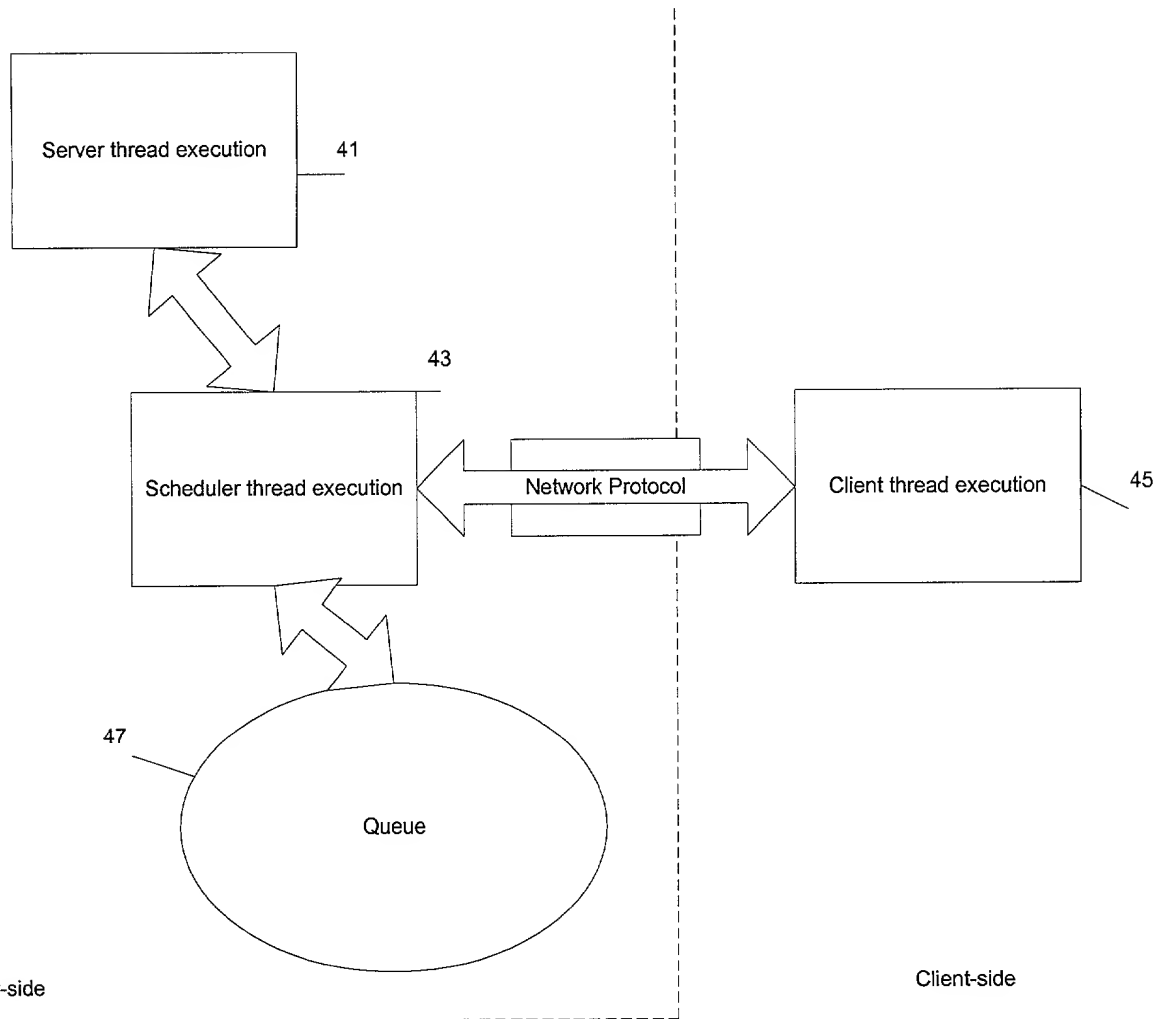 Server thread execution
41
43
Scheduler thread execution
Network Protocol
Client thread execution
45
47
Queue
-side
Client-side